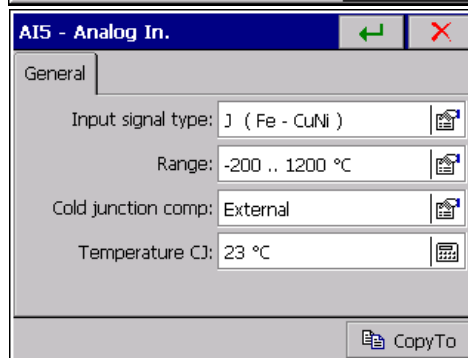 AI5 - Analog In.
General
Input signal type: J ( Fe - CuNi )
Range: -200 .. 1200 °C
Cold junction comp: External
Temperature CJ: 23 °C
CopyTo